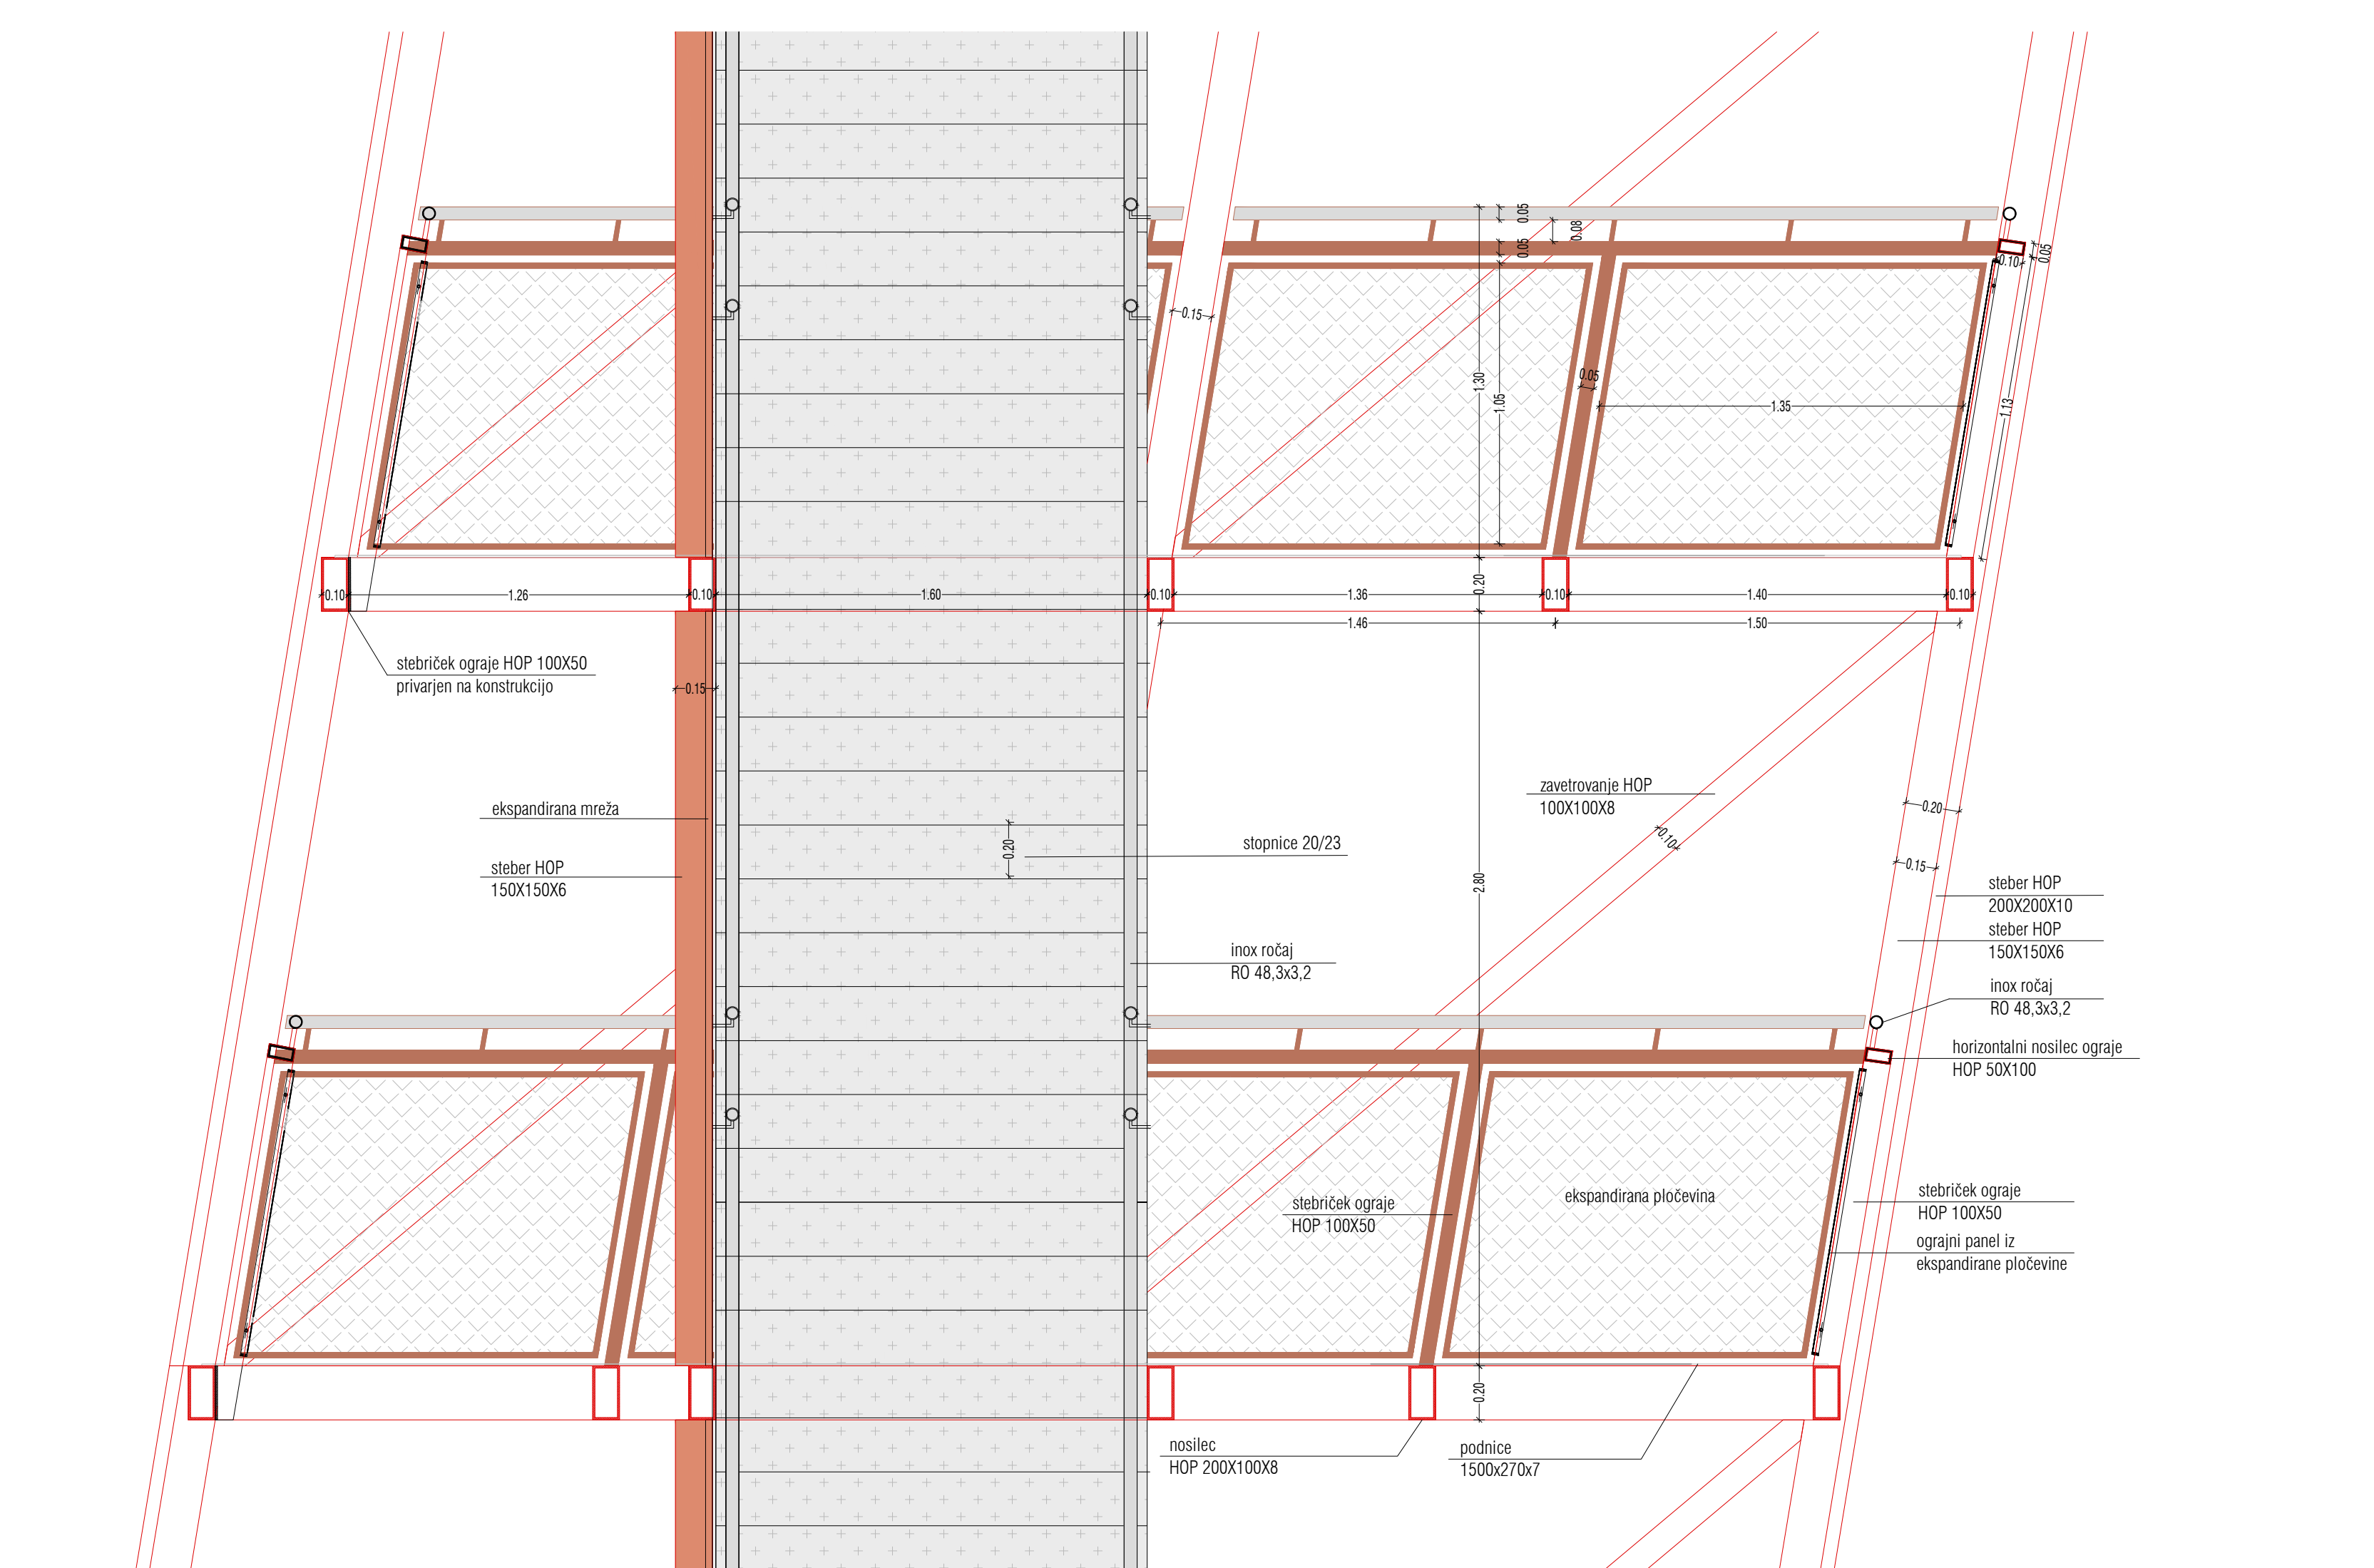 0.05
0.08
0.05
0.05
0.10
0.15
1.30
1.05
0.05
1.35
1.13
0.20
0.10
1.26
0.10
1.60
0.10
1.36
0.10
1.40
0.10
1.46
1.50
stebriček ograje HOP 100X50
privarjen na konstrukcijo
0.15
ekspandirana mreža
steber HOP
150X150X6
0.20
stopnice 20/23
inox ročaj
RO 48,3x3,2
2.80
zavetrovanje HOP
100X100X8
0.10
0.20
0.15
steber HOP
200X200X10
steber HOP
150X150X6
inox ročaj
RO 48,3x3,2
horizontalni nosilec ograje
HOP 50X100
stebriček ograje
HOP 100X50
ekspandirana pločevina
stebriček ograje
HOP 100X50
ograjni panel iz
ekspandirane pločevine
0.20
nosilec
HOP 200X100X8
podnice
1500x270x7